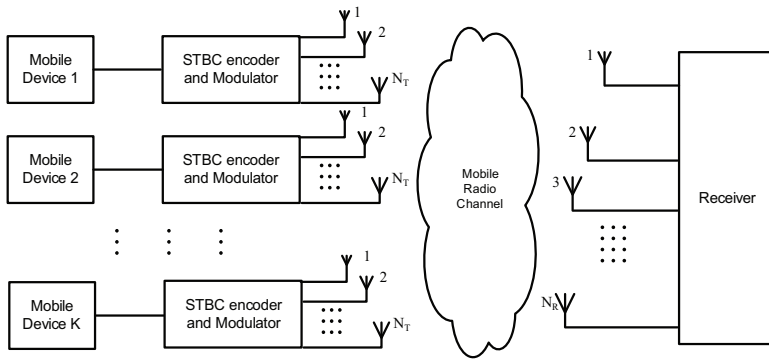 Mobile
Device 1
STBC encoder
and Modulator
1
2
N_T
Mobile
Device 2
STBC encoder
and Modulator
1
2
N_T
Mobile
Device K
STBC encoder
and Modulator
1
2
N_T
Mobile
Radio
Channel
1
2
3
N_R
Receiver